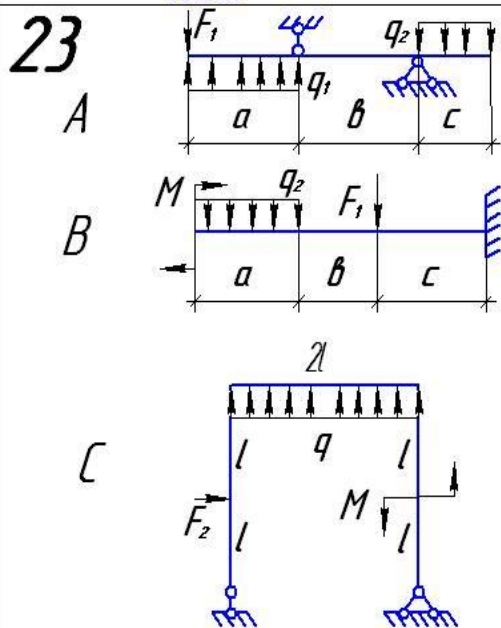 23
F₁
q₂
q₁
A
a в c
M q₂ F₁
B
a в c
2l
q
l l
C
F₂ M
l l